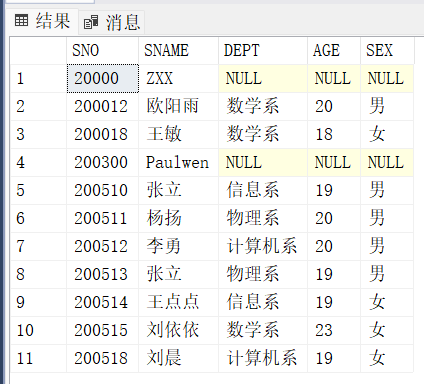 结果 消息
SNO SNAME DEPT AGE SEX
1 20000 ZXX NULL NULL NULL
2 200012 欧阳雨 数学系 20 男
3 200018 王敏 数学系 18 女
4 200300 Paulwen NULL NULL NULL
5 200510 张立 信息系 19 男
6 200511 杨扬 物理系 20 男
7 200512 李勇 计算机系 20 男
8 200513 张立 物理系 19 男
9 200514 王点点 信息系 19 女
10 200515 刘依依 数学系 23 女
11 200518 刘晨 计算机系 19 女